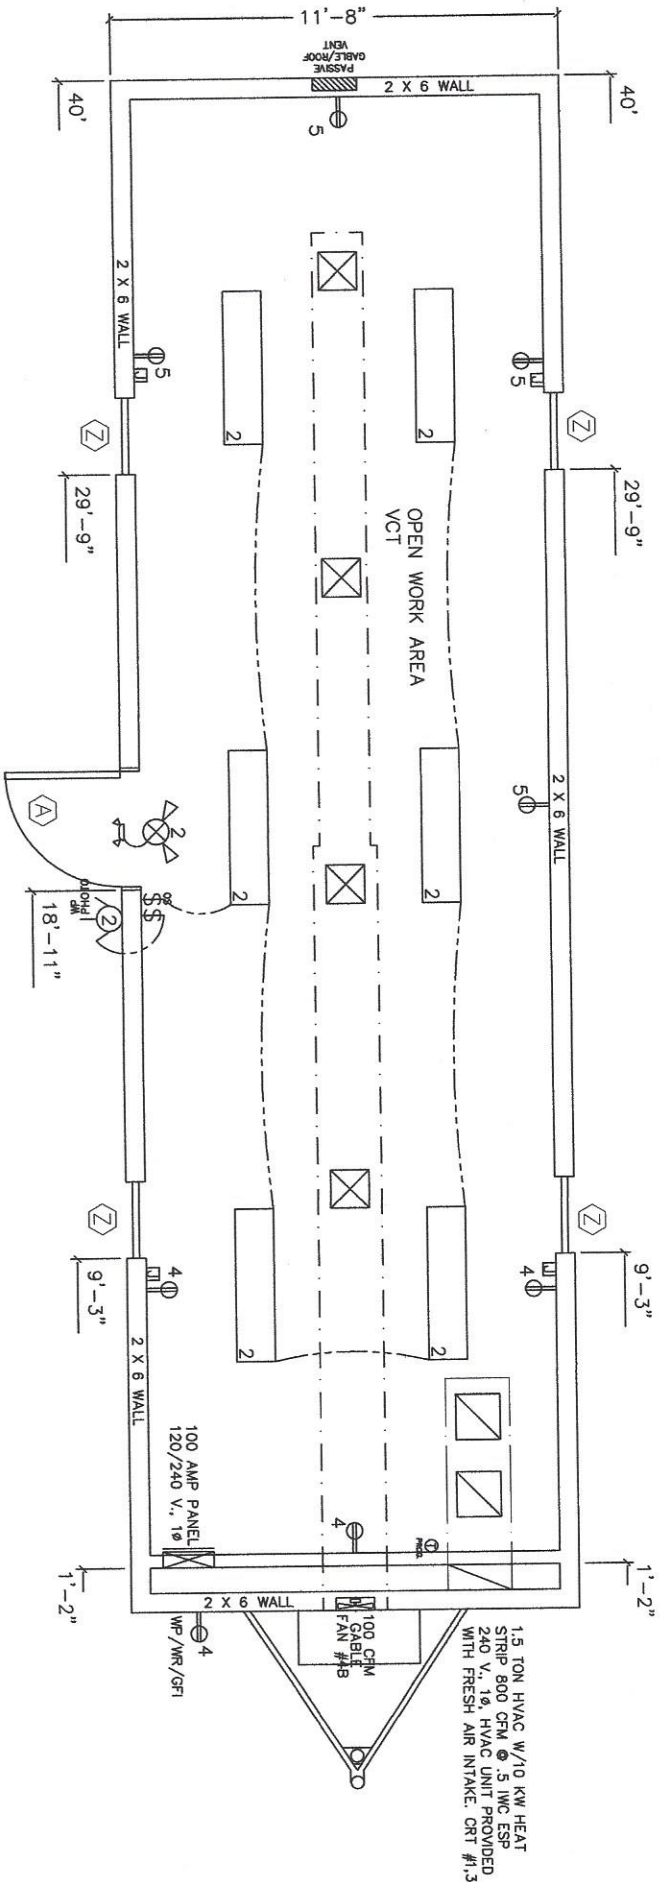 11'-8"
PASSIVE
GABLE/ROOF
VENT
2 X 6 WALL
40'
40'
5
2 X 6 WALL
5
5
Z
Z
29'-9"
29'-9"
2
2
OPEN WORK AREA
VCT
2 X 6 WALL
5
A
2
2
2
$$
$$
8
2
WP
PHOTO
18'-11"
Z
Z
9'-3"
9'-3"
4
4
2
2
2 X 6 WALL
100 AMP PANEL
120/240 V., 1ø
4
T
PROG.
1'-2"
1'-2"
2 X 6 WALL
100 CFM
GABLE
FAN #4B
4
WP/WR/GFI
1.5 TON HVAC W/10 KW HEAT
STRIP 800 CFM @ .5 IWC ESP
240 V., 1ø, HVAC UNIT PROVIDED
WITH FRESH AIR INTAKE. CRT #1,3